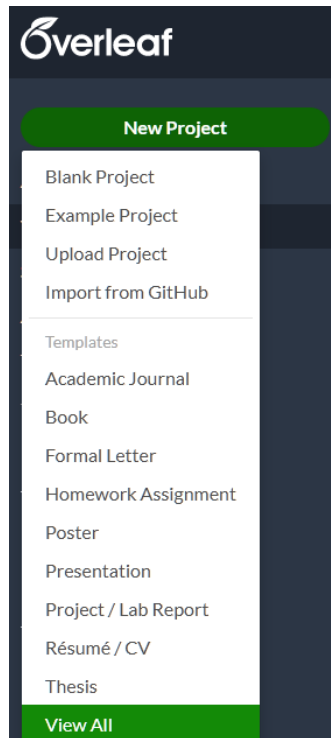 Overleaf
New Project
Blank Project
Example Project
Upload Project
Import from GitHub
Templates
Academic Journal
Book
Formal Letter
Homework Assignment
Poster
Presentation
Project / Lab Report
Résumé / CV
Thesis
View All